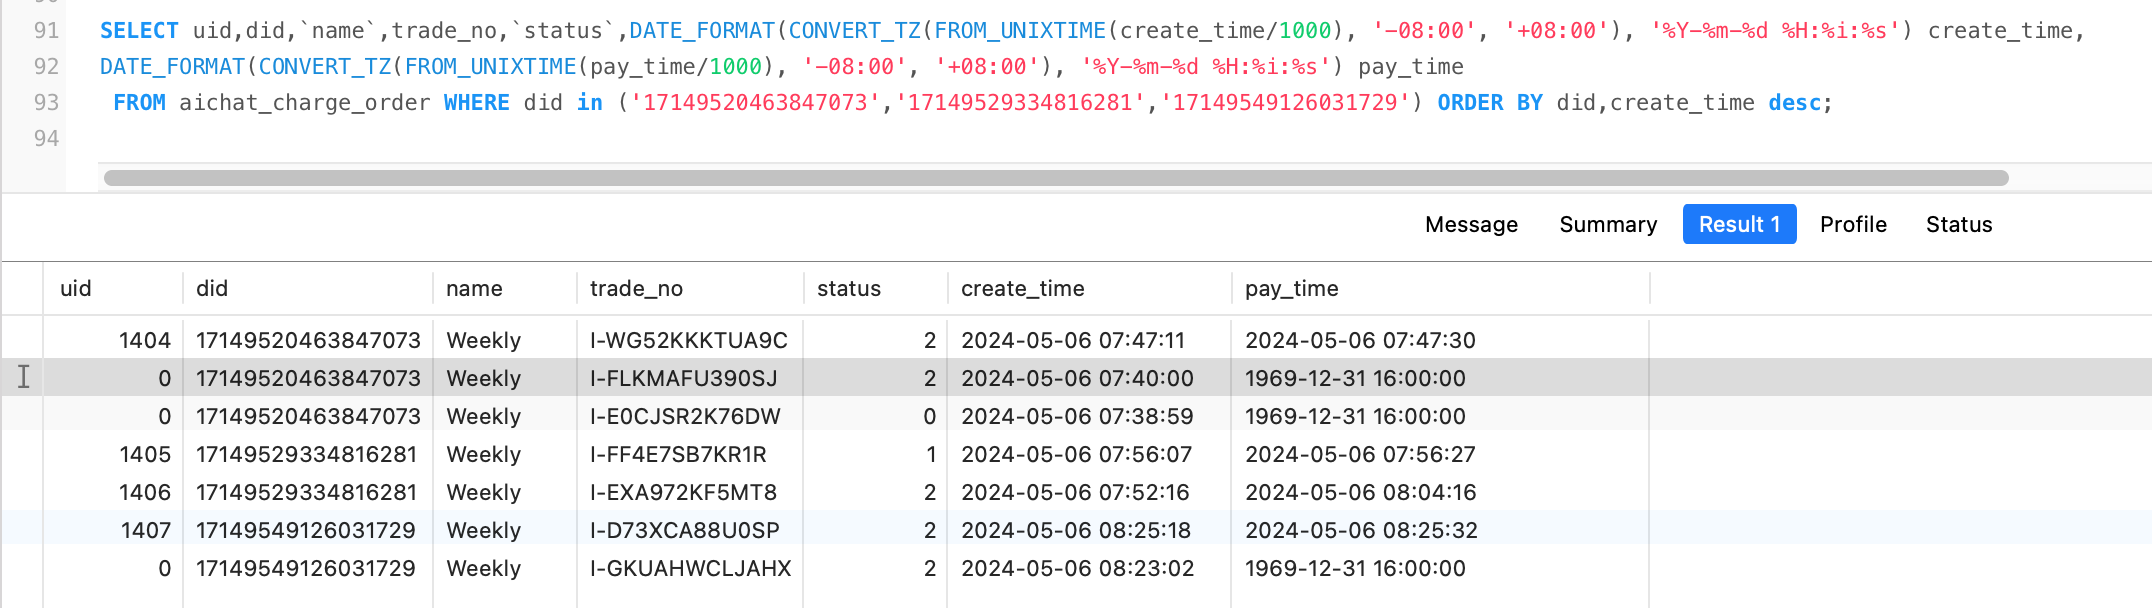 91 SELECT uid,did,`name`,trade_no,`status`,DATE_FORMAT(CONVERT_TZ(FROM_UNIXTIME(create_time/1000), '-08:00', '+08:00'), '%Y-%m-%d %H:%i:%s') create_time,
92 DATE_FORMAT(CONVERT_TZ(FROM_UNIXTIME(pay_time/1000), '-08:00', '+08:00'), '%Y-%m-%d %H:%i:%s') pay_time
93 FROM aichat_charge_order WHERE did in ('17149520463847073','17149529334816281','17149549126031729') ORDER BY did,create_time desc;
94
Message Summary Result 1 Profile Status
uid did name trade_no status create_time pay_time
1404 17149520463847073 Weekly I-WG52KKKTUA9C 2 2024-05-06 07:47:11 2024-05-06 07:47:30
0 17149520463847073 Weekly I-FLKMAFU390SJ 2 2024-05-06 07:40:00 1969-12-31 16:00:00
0 17149520463847073 Weekly I-E0CJSR2K76DW 0 2024-05-06 07:38:59 1969-12-31 16:00:00
1405 17149529334816281 Weekly I-FF4E7SB7KR1R 1 2024-05-06 07:56:07 2024-05-06 07:56:27
1406 17149529334816281 Weekly I-EXA972KF5MT8 2 2024-05-06 07:52:16 2024-05-06 08:04:16
1407 17149549126031729 Weekly I-D73XCA88U0SP 2 2024-05-06 08:25:18 2024-05-06 08:25:32
0 17149549126031729 Weekly I-GKUAHWCLJAHX 2 2024-05-06 08:23:02 1969-12-31 16:00:00